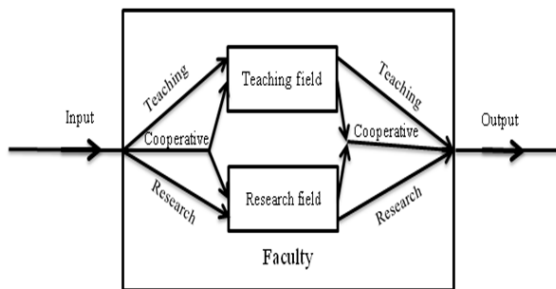 Teaching
Teaching field
Teaching
Input
Cooperative
Cooperative
Output
Research
Research field
Research
Faculty